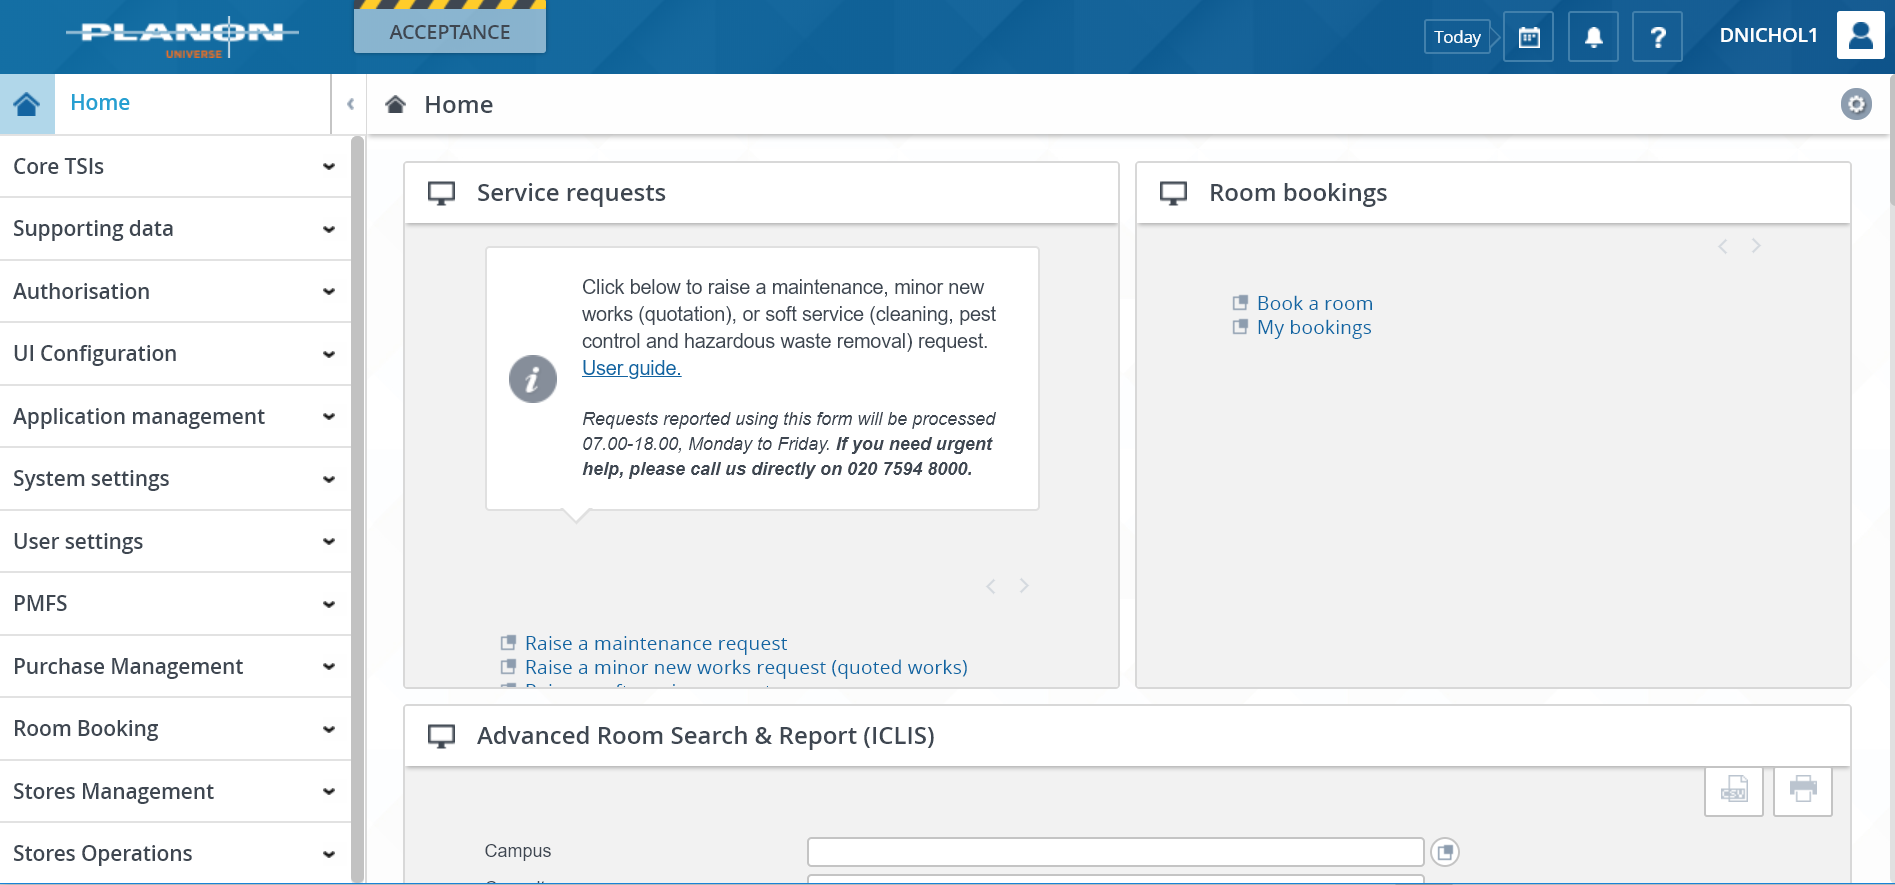 PLANON
UNIVERSE
ACCEPTANCE
Today
?
DNICHOL1
Home
Home
Core TSIs
Supporting data
Authorisation
UI Configuration
Application management
System settings
User settings
PMFS
Purchase Management
Room Booking
Stores Management
Stores Operations
Service requests
Click below to raise a maintenance, minor new
works (quotation), or soft service (cleaning, pest
control and hazardous waste removal) request.
User guide.
i
Requests reported using this form will be processed
07.00-18.00, Monday to Friday. If you need urgent
help, please call us directly on 020 7594 8000.
Raise a maintenance request
Raise a minor new works request (quoted works)
Room bookings
Book a room
My bookings
Advanced Room Search & Report (ICLIS)
CSV
Campus